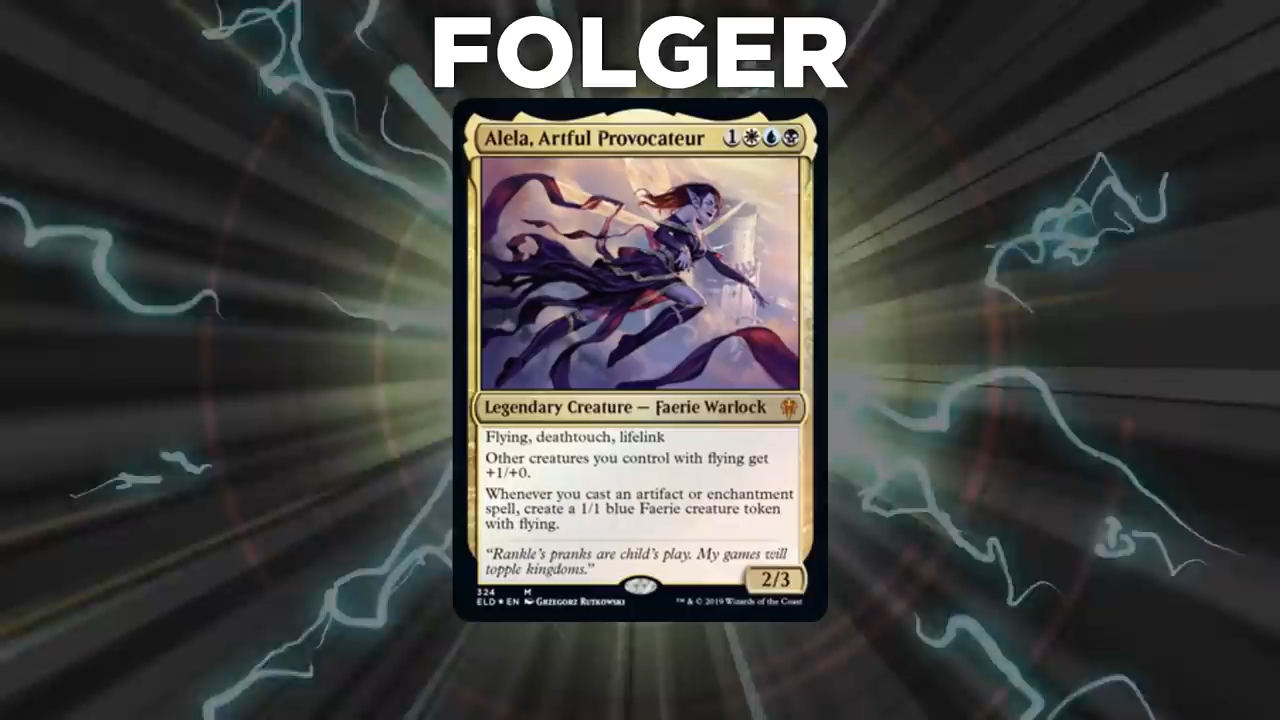 FOLGER
Alela, Artful Provocateur 1
Legendary Creature — Faerie Warlock
Flying, deathtouch, lifelink
Other creatures you control with flying get
+1/+0.
Whenever you cast an artifact or enchantment
spell, create a 1/1 blue Faerie creature token
with flying.
“Rankle’s pranks are child’s play. My games will
topple kingdoms.”
2/3
324 M
ELD ★ EN Grzegorz Rutkowski
™ & © 2019 Wizards of the Coast